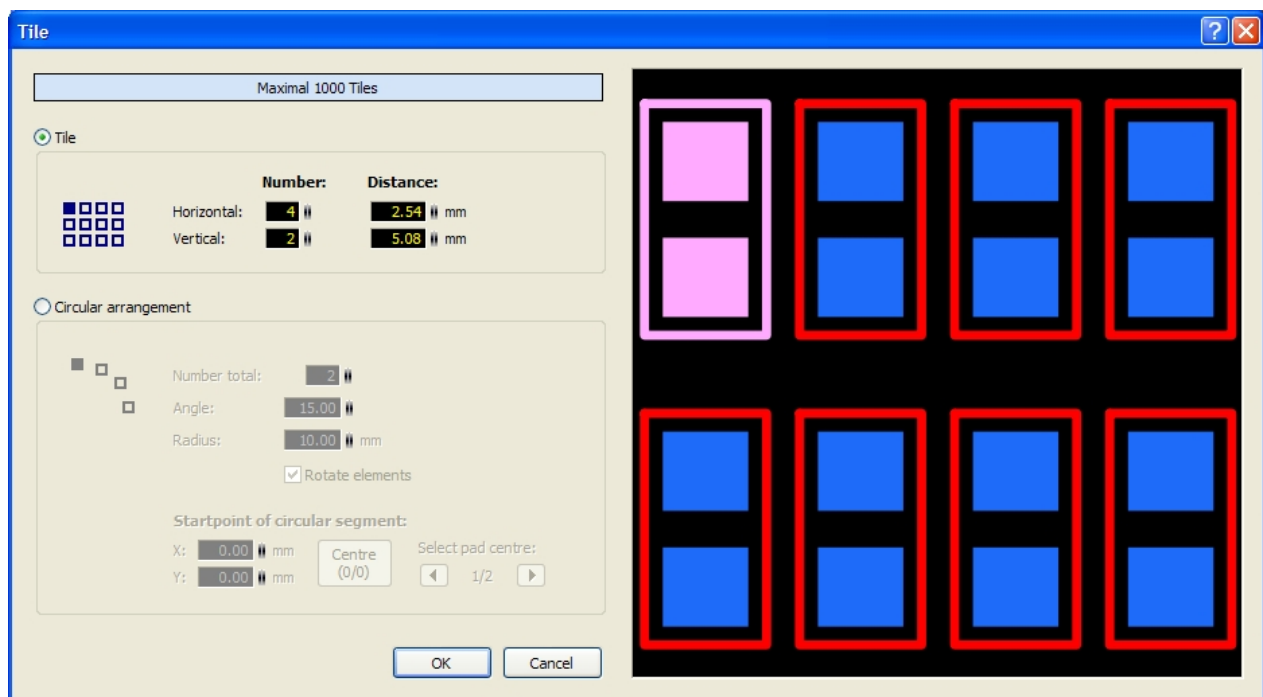 Tile
Maximal 1000 Tiles
Tile
Number: Distance:
Horizontal: 4 2.54 mm
Vertical: 2 5.08 mm
Circular arrangement
Number total: 2
Angle: 15.00
Radius: 10.00 mm
Rotate elements
Startpoint of circular segment:
X: 0.00 mm
Y: 0.00 mm
Centre
(0/0)
Select pad centre:
1/2
OK Cancel